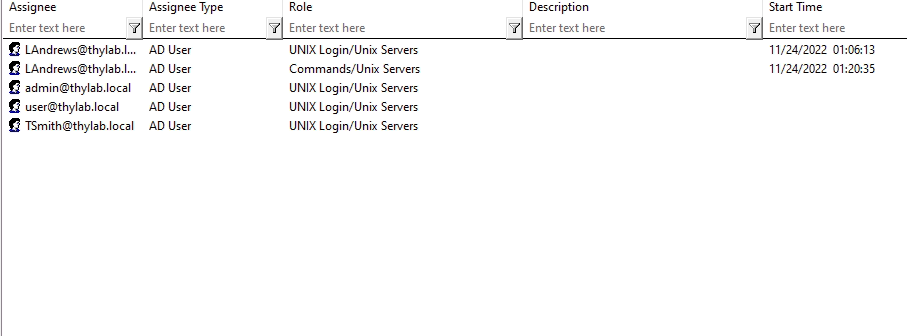 Assignee Assignee Type Role Description Start Time
Enter text here Enter text here Enter text here Enter text here Enter text here
LAndrews@thylab.l... AD User UNIX Login/Unix Servers 11/24/2022 01:06:13
LAndrews@thylab.l... AD User Commands/Unix Servers 11/24/2022 01:20:35
admin@thylab.local AD User UNIX Login/Unix Servers
user@thylab.local AD User UNIX Login/Unix Servers
TSmith@thylab.local AD User UNIX Login/Unix Servers